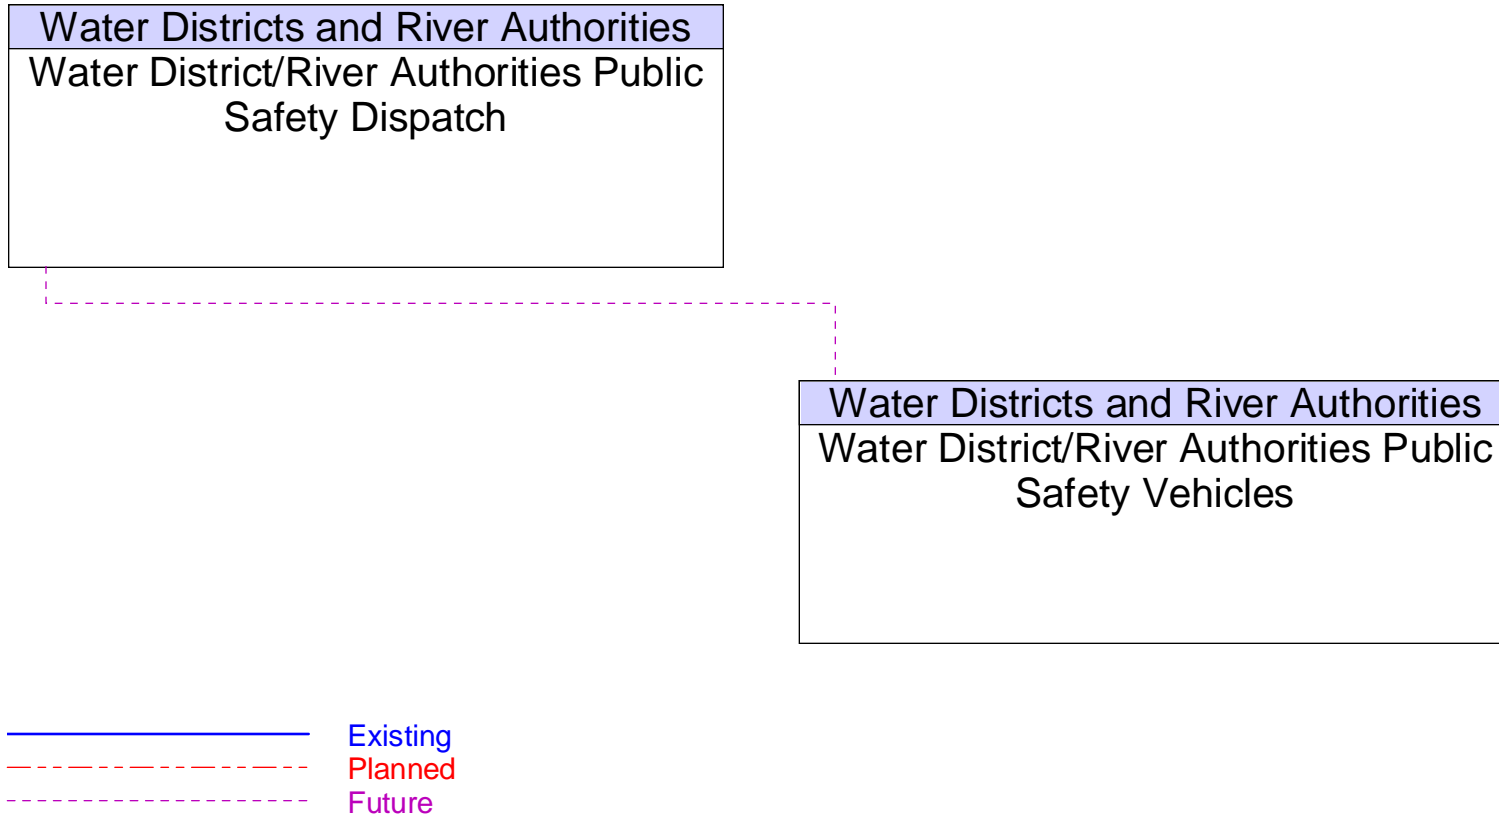 Water Districts and River Authorities
Water District/River Authorities Public
Safety Dispatch
Water Districts and River Authorities
Water District/River Authorities Public
Safety Vehicles
Existing
Planned
Future